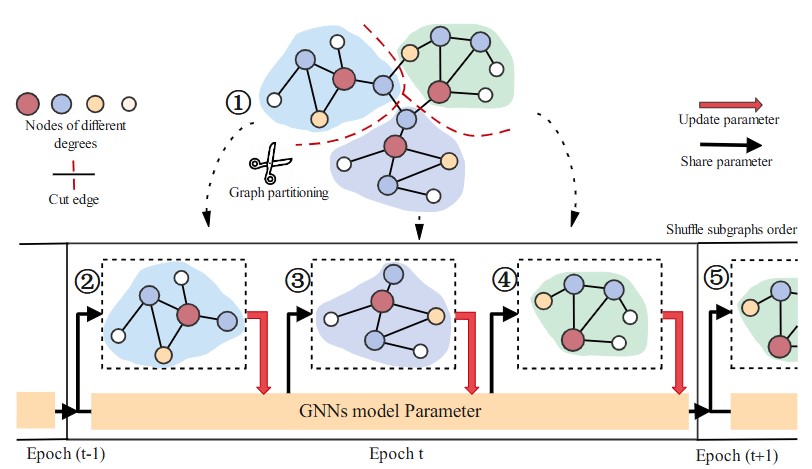 ①
Nodes of different
degrees
Cut edge
Graph partitioning
Update parameter
Share parameter
Shuffle subgraphs order
②
③
④
⑤
GNNs model Parameter
Epoch (t-1)
Epoch t
Epoch (t+1)